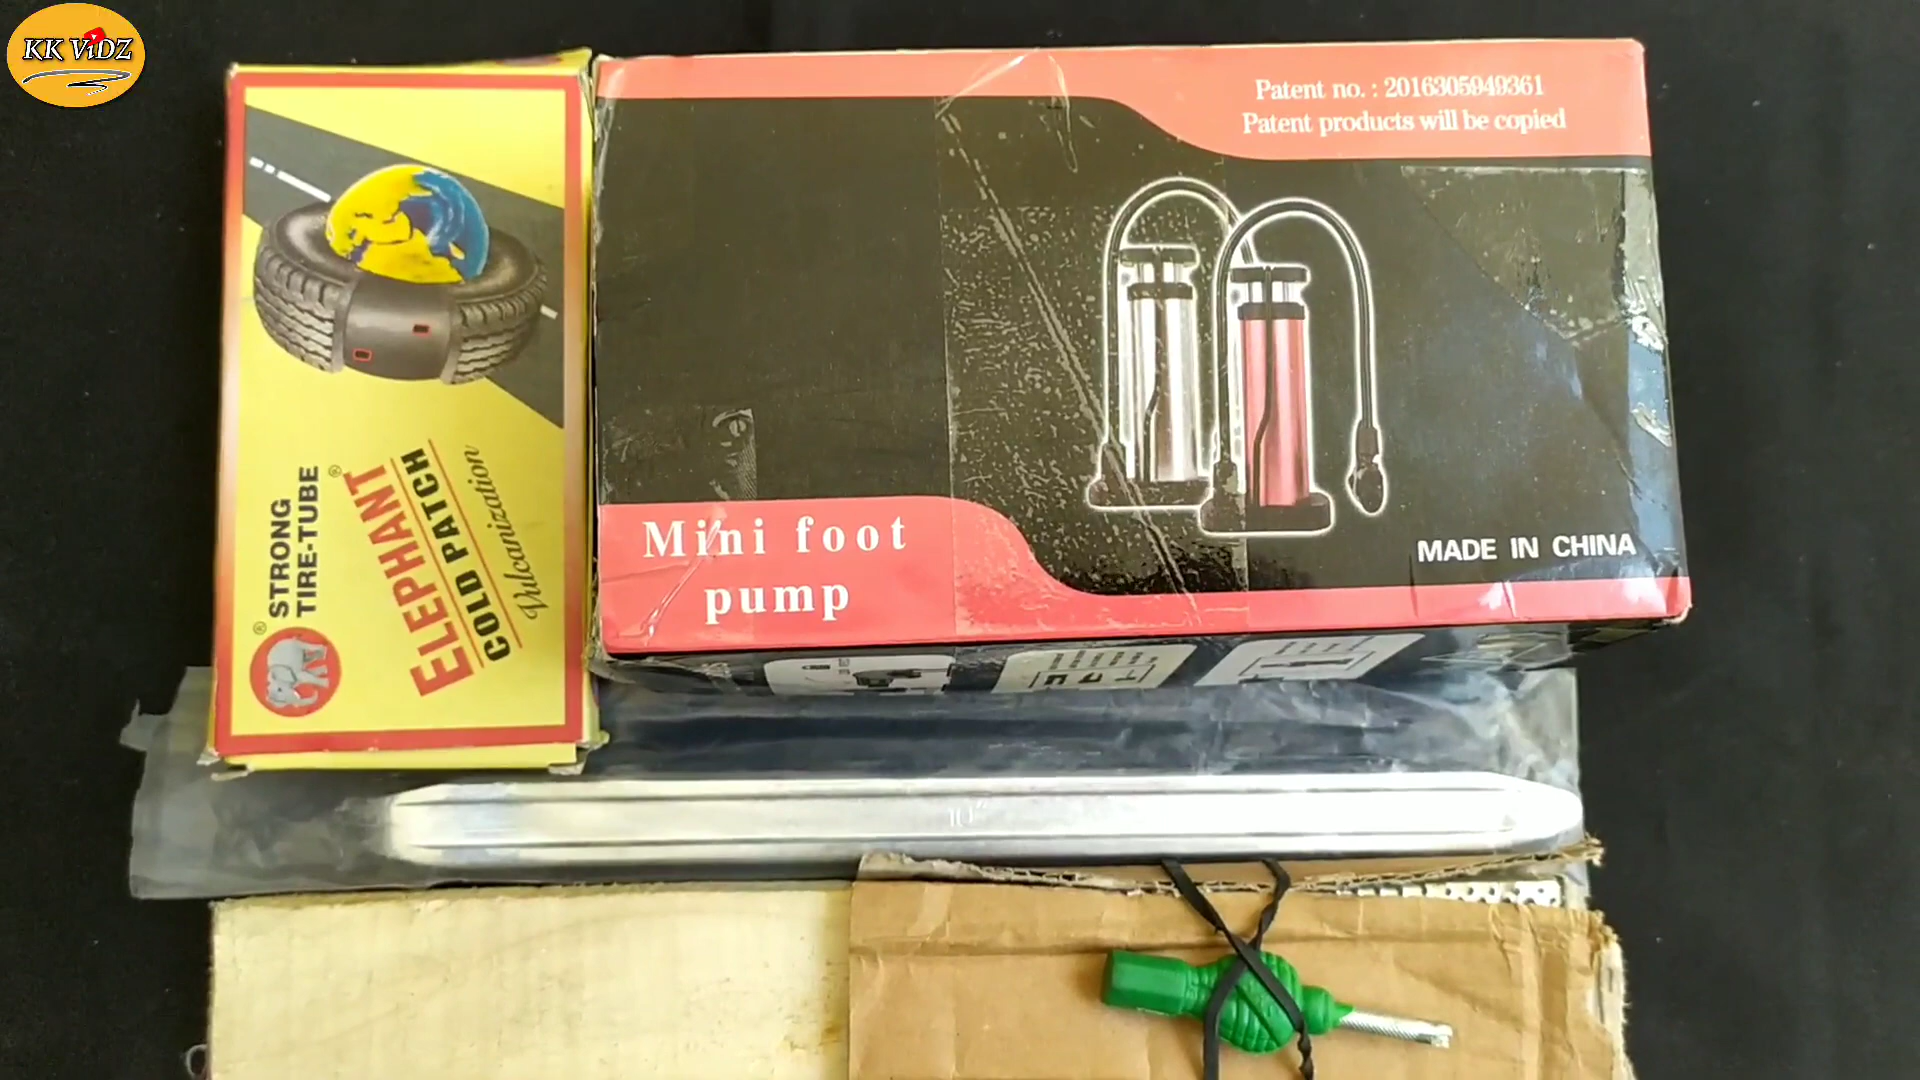 KK ViDZ
Patent no. : 2016305949361
Patent products will be copied
Mini foot
pump
MADE IN CHINA
® STRONG
TIRE-TUBE
ELEPHANT®
COLD PATCH
Vulcanization
10"